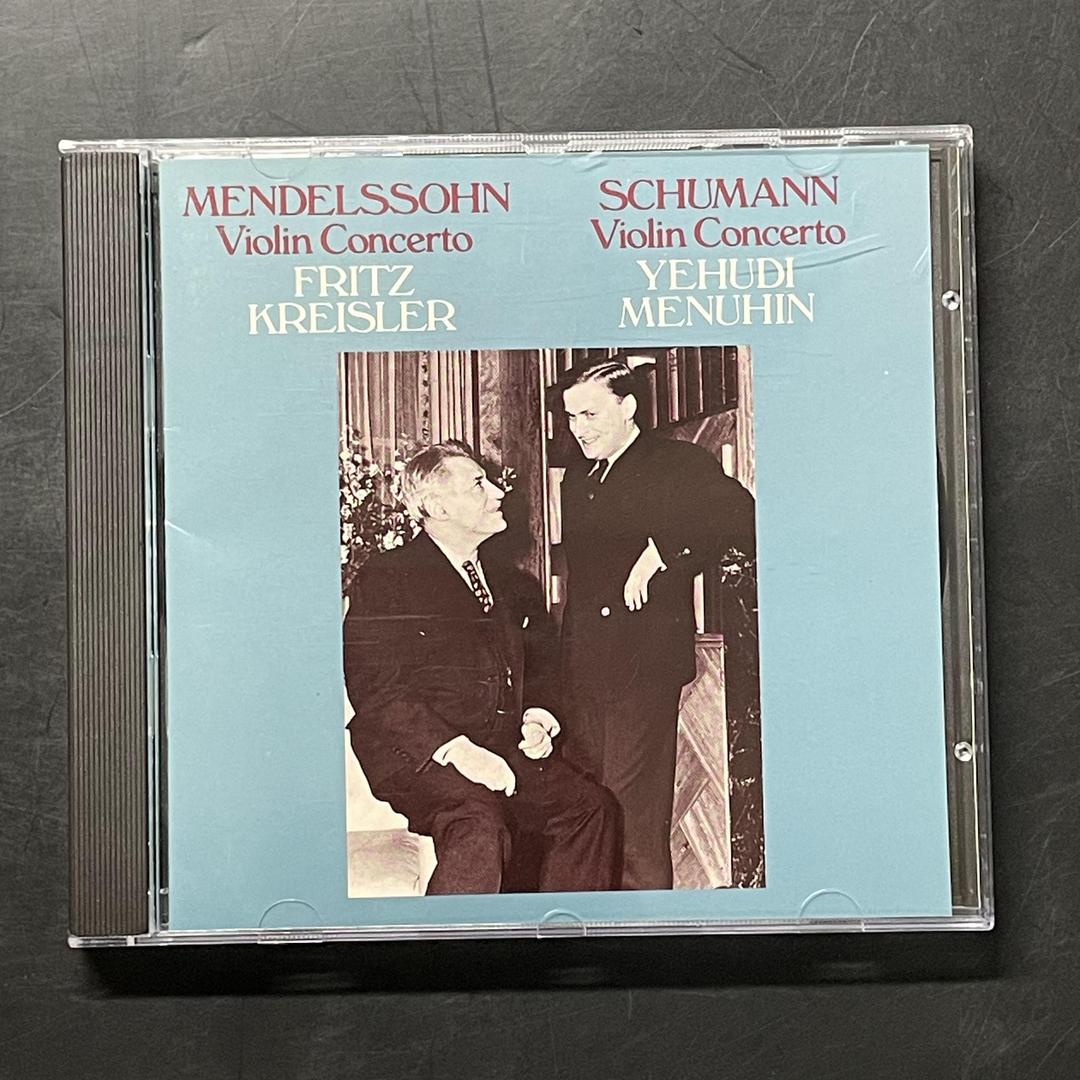 MENDELSSOHN
Violin Concerto
FRITZ
KREISLER
SCHUMANN
Violin Concerto
YEHUDI
MENUHIN